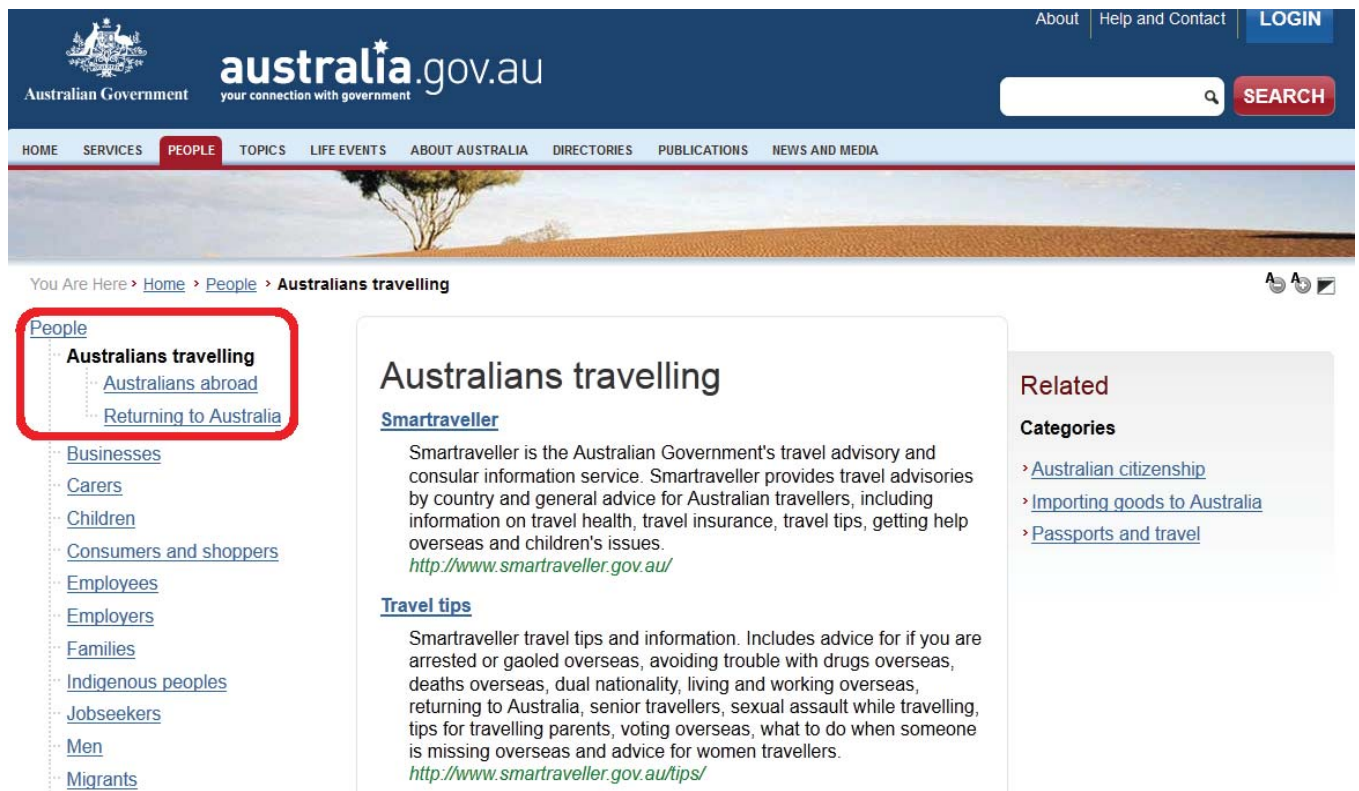 About Help and Contact LOGIN
Australian Government
australia.gov.au
your connection with government
SEARCH
HOME SERVICES PEOPLE TOPICS LIFE EVENTS ABOUT AUSTRALIA DIRECTORIES PUBLICATIONS NEWS AND MEDIA
You Are Here › Home › People › Australians travelling
A A
People
Australians travelling
Australians abroad
Returning to Australia
Businesses
Carers
Children
Consumers and shoppers
Employees
Employers
Families
Indigenous peoples
Jobseekers
Men
Migrants
Australians travelling
Smartraveller
Smartraveller is the Australian Government's travel advisory and
consular information service. Smartraveller provides travel advisories
by country and general advice for Australian travellers, including
information on travel health, travel insurance, travel tips, getting help
overseas and children's issues.
http://www.smartraveller.gov.au/
Travel tips
Smartraveller travel tips and information. Includes advice for if you are
arrested or gaoled overseas, avoiding trouble with drugs overseas,
deaths overseas, dual nationality, living and working overseas,
returning to Australia, senior travellers, sexual assault while travelling,
tips for travelling parents, voting overseas, what to do when someone
is missing overseas and advice for women travellers.
http://www.smartraveller.gov.au/tips/
Related
Categories
› Australian citizenship
› Importing goods to Australia
› Passports and travel